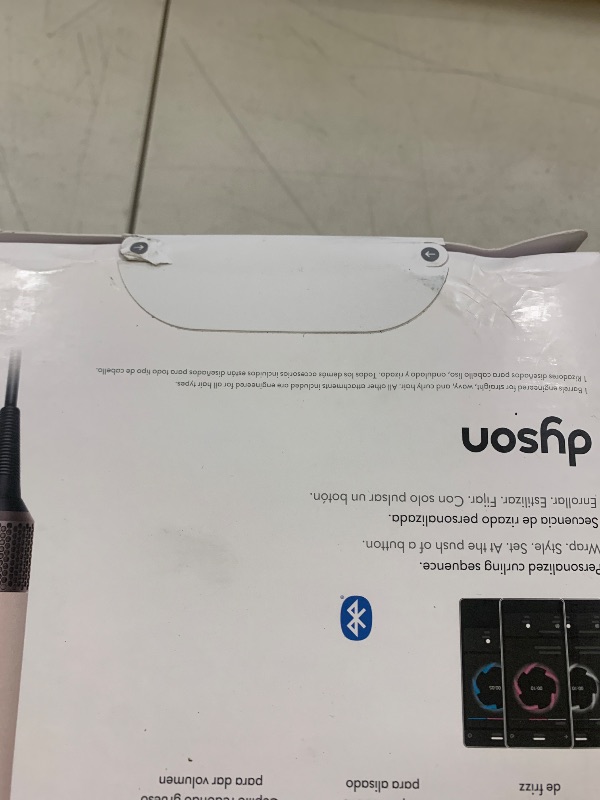 de frizz
para alisado
Cepillo redondo grueso
para dar volumen
Personalized curling sequence.
Wrap. Style. Set. At the push of a button.
Secuencia de rizado personalizada.
Enrollar. Estilizar. Fijar. Con solo pulsar un botón.
dyson
1 Barrels engineered for straight, wavy, and curly hair. All other attachments included are engineered for all hair types.
1 Rizadores diseñados para cabello liso, ondulado y rizado. Todos los demás accesorios incluidos están diseñados para todo tipo de cabello.